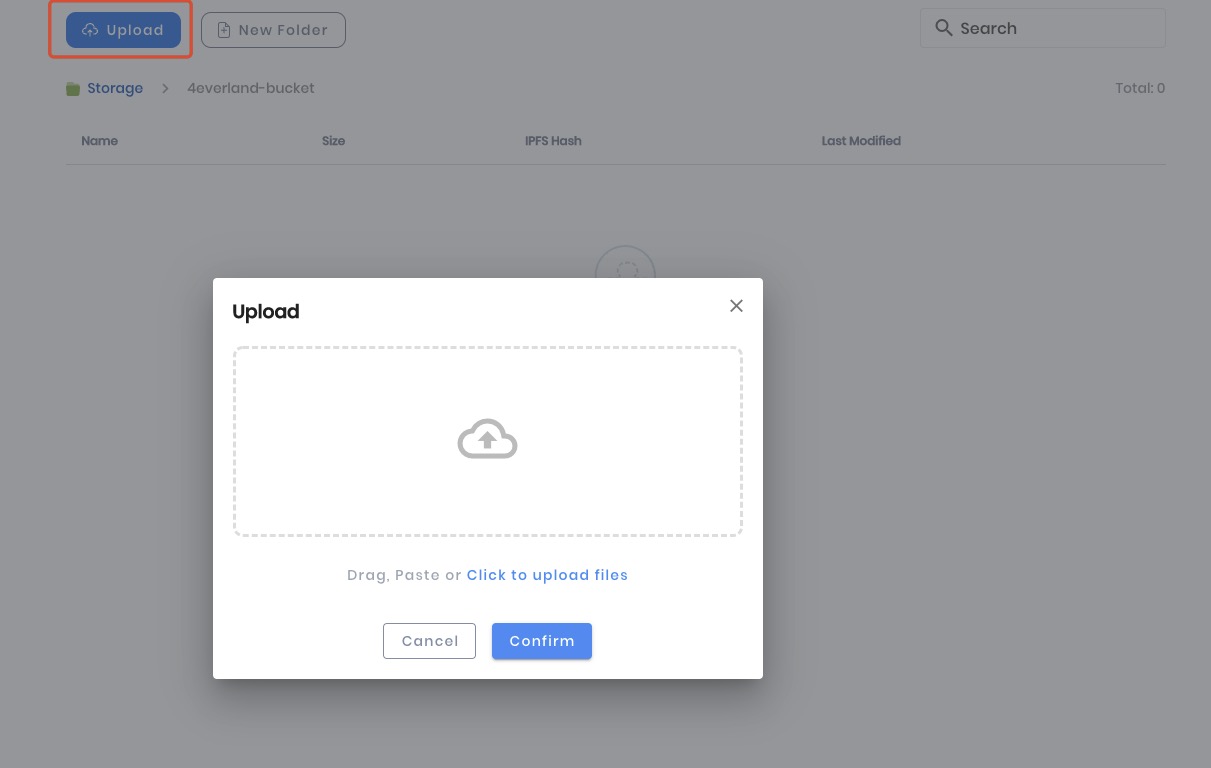 Upload
New Folder
Search
Storage
4everland-bucket
Total: 0
Name
Size
IPFS Hash
Last Modified
Upload
Drag, Paste or Click to upload files
Cancel
Confirm